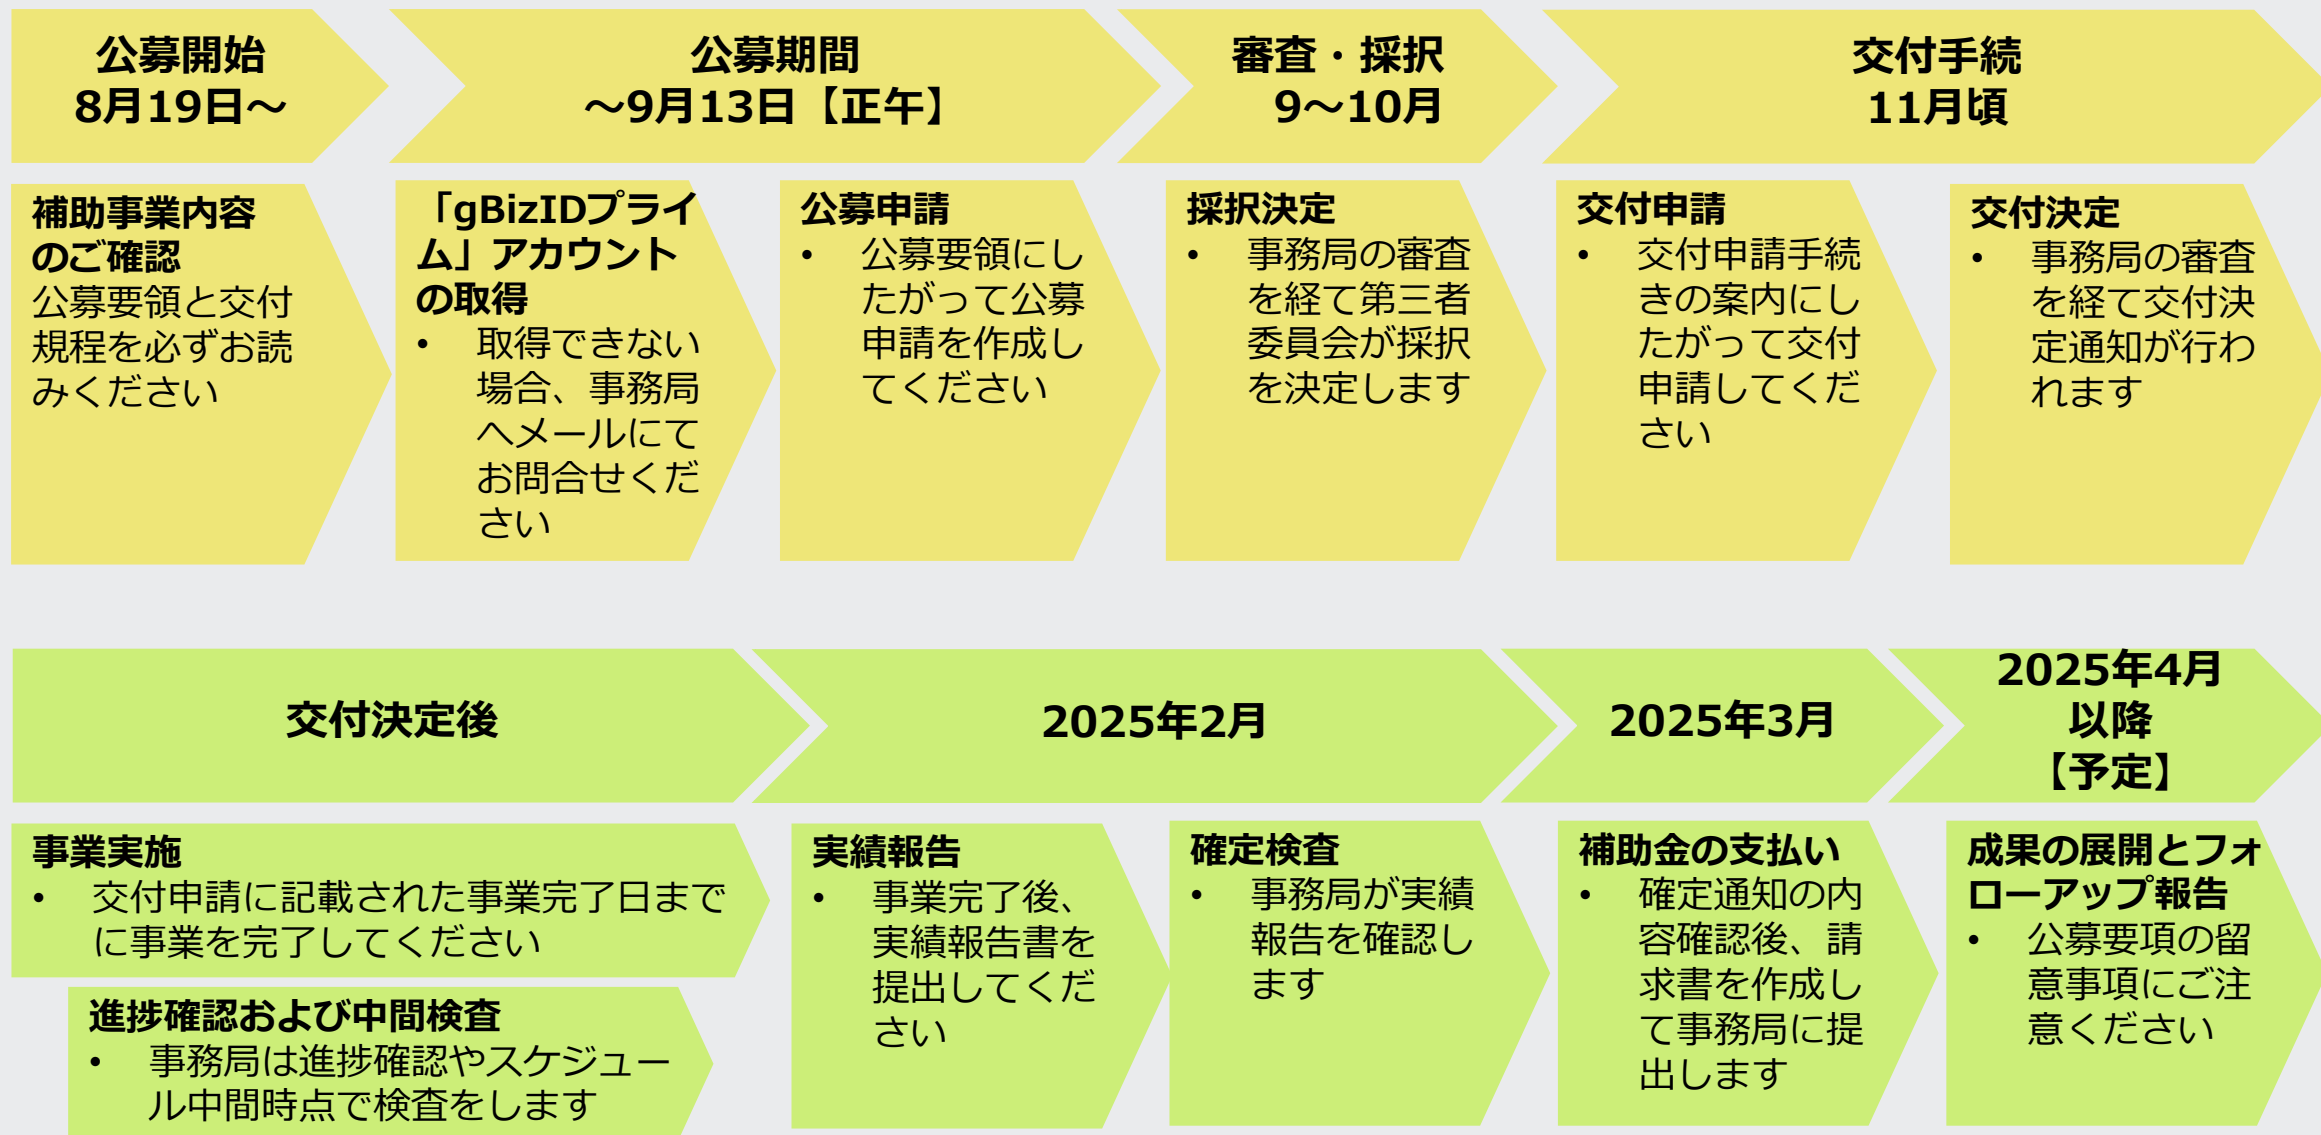 公募開始
8月19日～
公募期間
～9月13日【正午】
審査・採択
9～10月
交付手続
11月頃
補助事業内容
のご確認
公募要領と交付
規程を必ずお読
みください
「gBizIDプライ
ム」アカウント
の取得
• 取得できない
場合、事務局
へメールにて
お問合せくだ
さい
公募申請
• 公募要領にし
たがって公募
申請を作成し
てください
採択決定
• 事務局の審査
を経て第三者
委員会が採択
を決定します
交付申請
• 交付申請手続
きの案内にし
たがって交付
申請してくだ
さい
交付決定
• 事務局の審査
を経て交付決
定通知が行わ
れます
交付決定後
2025年2月
2025年3月
2025年4月
以降
【予定】
事業実施
• 交付申請に記載された事業完了日まで
に事業を完了してください
進捗確認および中間検査
• 事務局は進捗確認やスケジュー
ル中間時点で検査をします
実績報告
• 事業完了後、
実績報告書を
提出してくだ
さい
確定検査
• 事務局が実績
報告を確認し
ます
補助金の支払い
• 確定通知の内
容確認後、請
求書を作成し
て事務局に提
出します
成果の展開とフォ
ローアップ報告
• 公募要項の留
意事項にご注
意ください